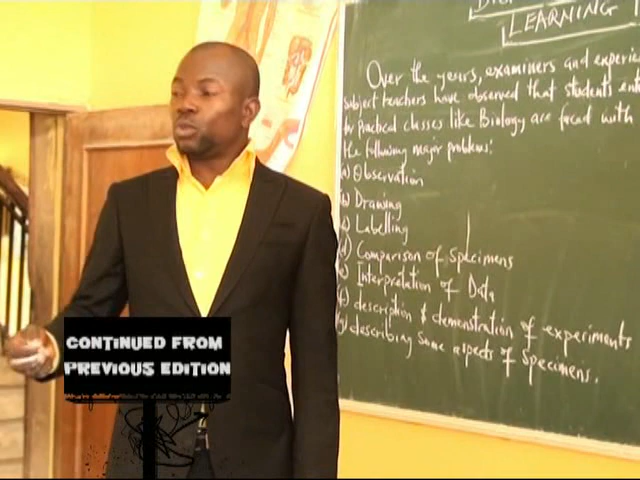 LEARNING
Over the years, examiners and experie
subject teachers have observed that students ente
for practical classes like Biology are faced with
the following major problems:
(a) Observation
(b) Drawing
(c) Labelling
(d) Comparison of specimens
(e) Interpretation of Data
(f) description & demonstration of experiments
(g) describing some aspects of specimens.
CONTINUED FROM
PREVIOUS EDITION